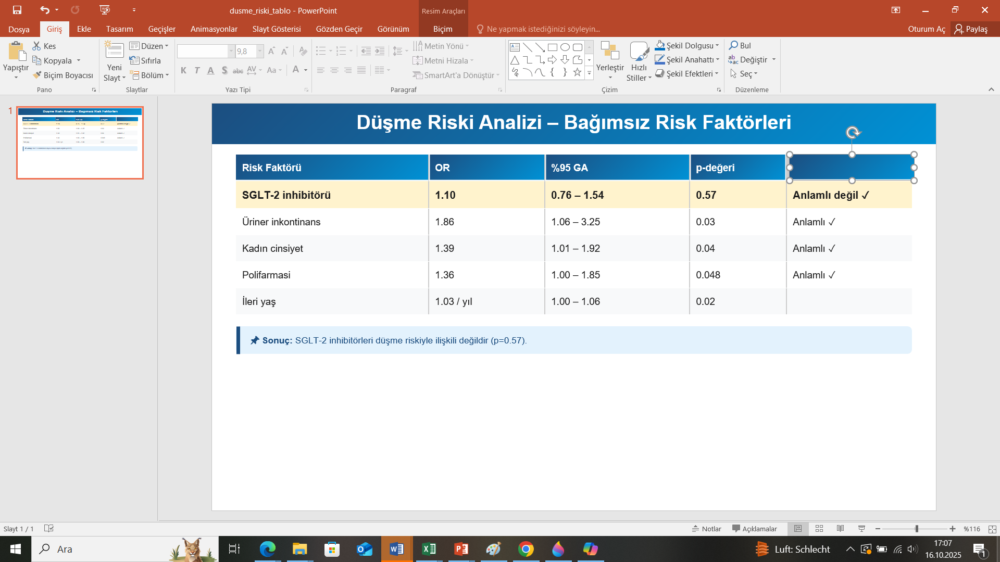 dusme_riski_tablo - PowerPoint
Resim Araçları
Dosya
Giriş
Ekle
Tasarım
Geçişler
Animasyonlar
Slayt Gösterisi
Gözden Geçir
Görünüm
Biçim
Ne yapmak istediğinizi söyleyin...
Oturum Aç
Paylaş
Yapıştır
Kes
Kopyala
Biçim Boyacısı
Pano
Yeni
Slayt
Düzen
Sıfırla
Bölüm
Slaytlar
9,8
K T A S abc AV Aa A
Yazı Tipi
Metin Yönü
Metni Hizala
SmartArt'a Dönüştür
Paragraf
Yerleştir
Hızlı
Stiller
Şekil Dolgusu
Şekil Anahattı
Şekil Efektleri
Çizim
Bul
Değiştir
Seç
Düzenleme
1
Düşme Riski Analizi – Bağımsız Risk Faktörleri
Risk Faktörü OR %95 GA p-değeri
SGLT-2 inhibitörü 1.10 0.76 – 1.54 0.57 Anlamlı değil ✓
Üriner inkontinans 1.86 1.06 – 3.25 0.03 Anlamlı ✓
Kadın cinsiyet 1.39 1.01 – 1.92 0.04 Anlamlı ✓
Polifarmasi 1.36 1.00 – 1.85 0.048 Anlamlı ✓
İleri yaş 1.03 / yıl 1.00 – 1.06 0.02
📌 Sonuç: SGLT-2 inhibitörleri düşme riskiyle ilişkili değildir (p=0.57).
Slayt 1 / 1
Notlar
Açıklamalar
%116
Ara
Luft: Schlecht
17:07
16.10.2025
1